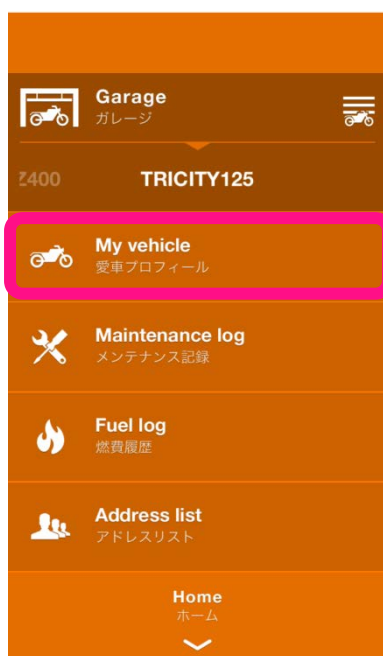 Garage
ガレージ
Z400 TRICITY125
My vehicle
愛車プロフィール
Maintenance log
メンテナンス記録
Fuel log
燃費履歴
Address list
アドレスリスト
Home
ホーム